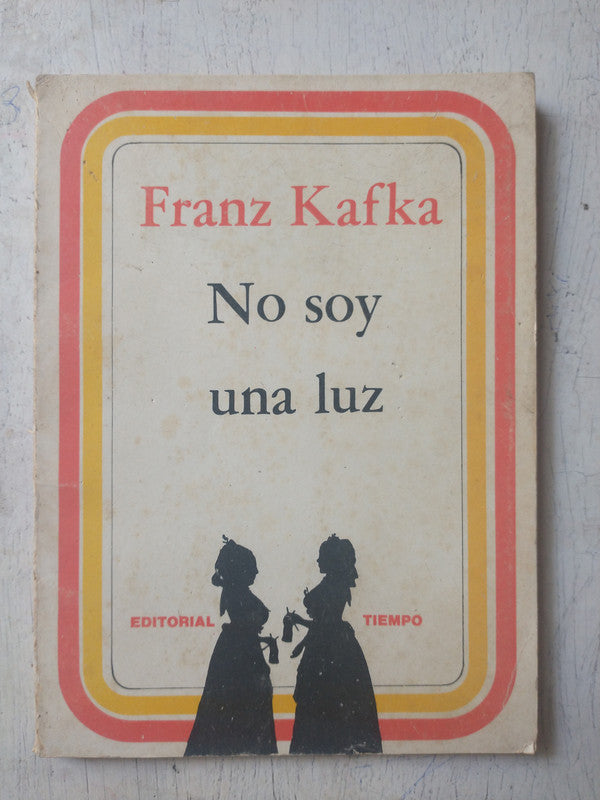 Franz Kafka
No soy
una luz
EDITORIAL TIEMPO